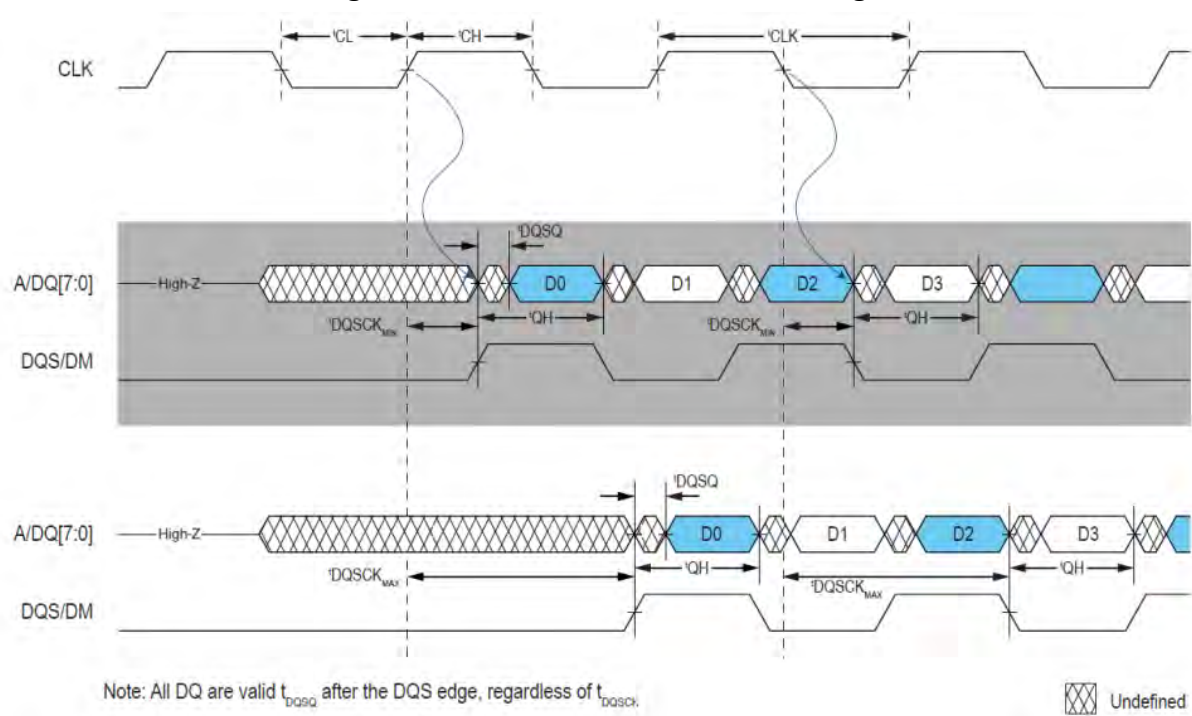 tCL tCH tCLK
CLK
tDQSQ
A/DQ[7:0] High-Z D0 D1 D2 D3
tDQSCKMIN tQH tDQSCKMIN tQH
DQS/DM
tDQSQ
A/DQ[7:0] High-Z D0 D1 D2 D3
tDQSCKMAX tQH tDQSCKMAX tQH
DQS/DM
Note: All DQ are valid tDQSQ after the DQS edge, regardless of tDQSCK
Undefined